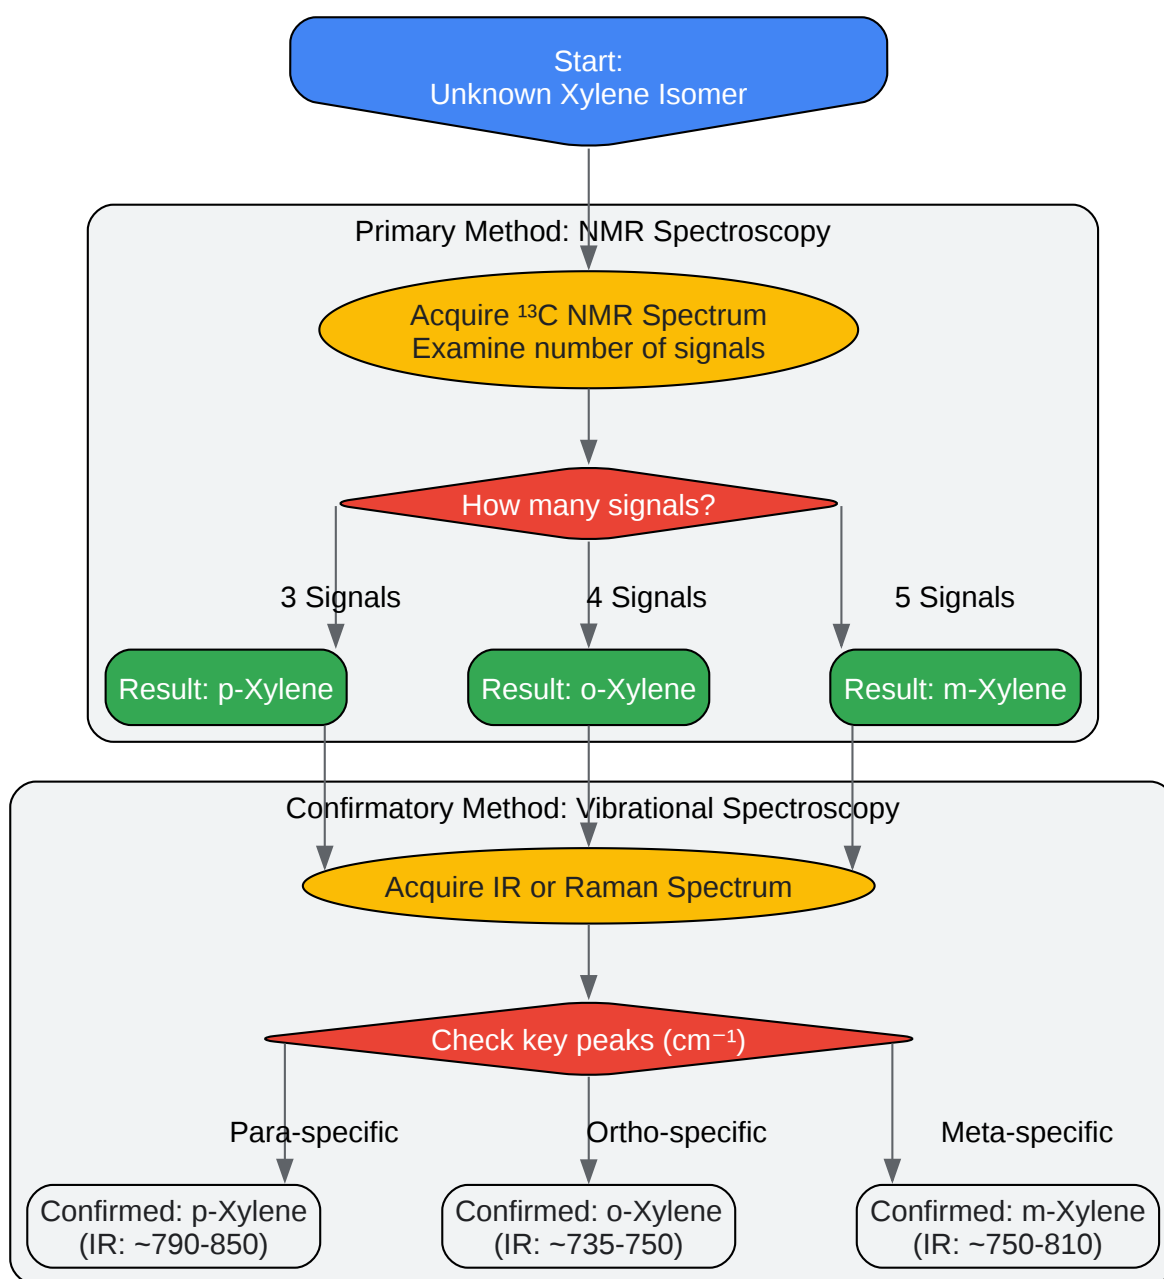 Start:
Unknown Xylene Isomer
Primary Method: NMR Spectroscopy
Acquire ¹³C NMR Spectrum
Examine number of signals
How many signals?
3 Signals
4 Signals
5 Signals
Result: p-Xylene
Result: o-Xylene
Result: m-Xylene
Confirmatory Method: Vibrational Spectroscopy
Acquire IR or Raman Spectrum
Check key peaks (cm⁻¹)
Para-specific
Ortho-specific
Meta-specific
Confirmed: p-Xylene
(IR: ~790-850)
Confirmed: o-Xylene
(IR: ~735-750)
Confirmed: m-Xylene
(IR: ~750-810)